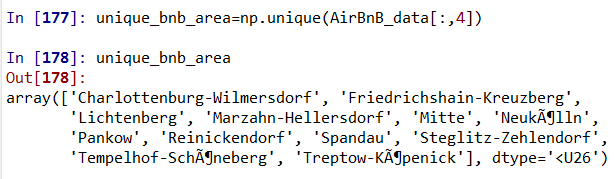 In [177]: unique_bnb_area=np.unique(AirBnB_data[:,4])
In [178]: unique_bnb_area
Out[178]:
array(['Charlottenburg-Wilmersdorf', 'Friedrichshain-Kreuzberg',
'Lichtenberg', 'Marzahn-Hellersdorf', 'Mitte', 'NeukÃ¶lln',
'Pankow', 'Reinickendorf', 'Spandau', 'Steglitz-Zehlendorf',
'Tempelhof-SchÃ¶neberg', 'Treptow-KÃ¶penick'], dtype='<U26')